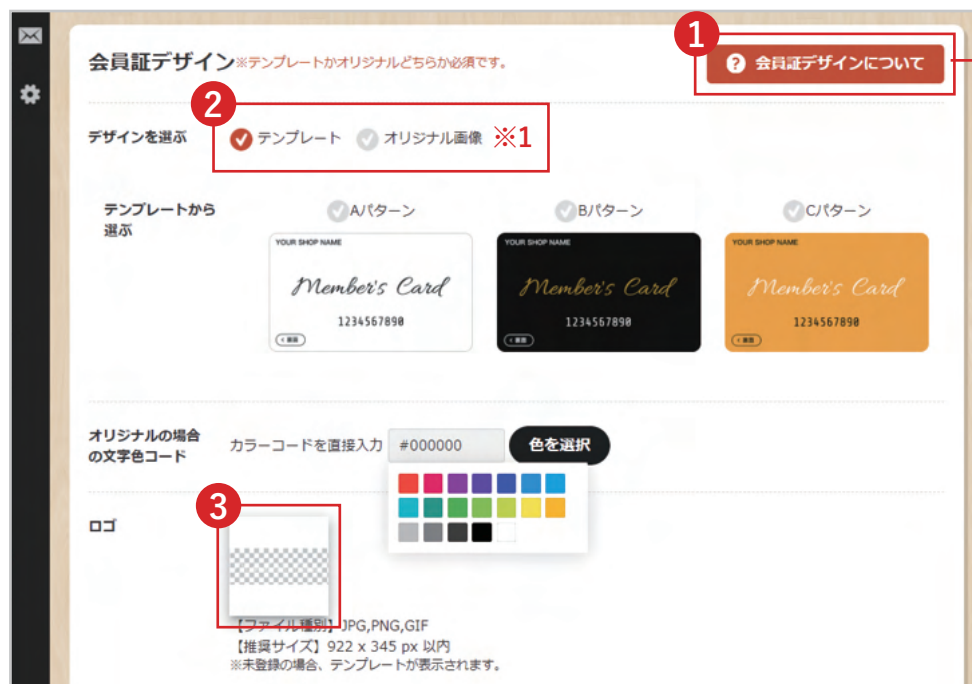 1
会員証デザイン※テンプレートかオリジナルどちらか必須です。
? 会員証デザインについて
2
デザインを選ぶ
テンプレート オリジナル画像 ※1
テンプレートから
選ぶ
Aパターン
Bパターン
Cパターン
YOUR SHOP NAME
Member's Card
1234567890
YOUR SHOP NAME
Member's Card
1234567890
YOUR SHOP NAME
Member's Card
1234567890
オリジナルの場合
の文字色コード
カラーコードを直接入力 #000000 色を選択
3
ロゴ
【ファイル種別】JPG,PNG,GIF
【推奨サイズ】922 x 345 px 以内
※未登録の場合、テンプレートが表示されます。